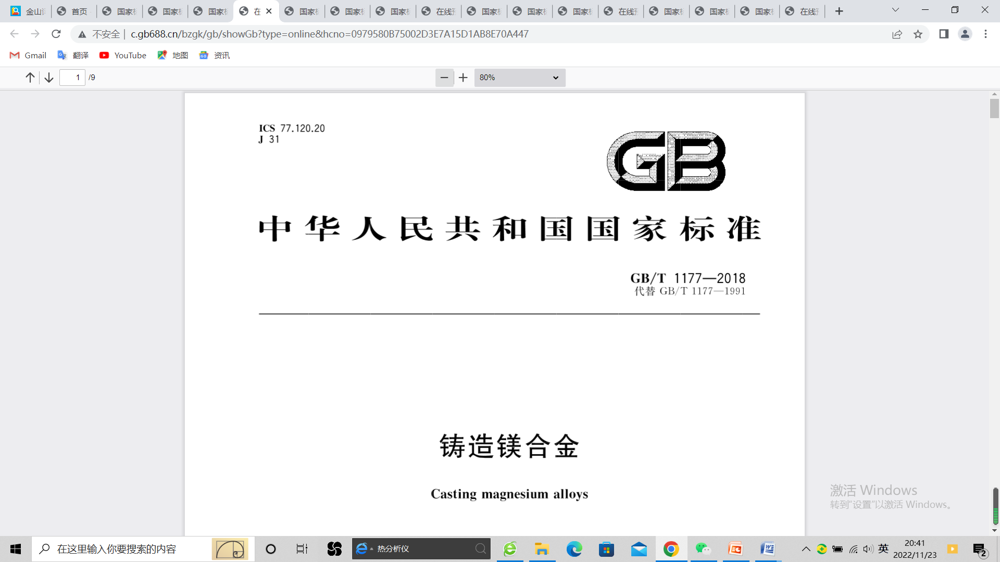 金山
首页
国家
国家
国家
在
国家
国家
国家
在线
国家
国家
国家
在线
国家
国家
国家
在线
不安全 | c.gb688.cn/bzgk/gb/showGb?type=online&hcno=0979580B75002D3E7A15D1AB8E70A447
Gmail 翻译 YouTube 地图 资讯
1 /9 80%
ICS 77.120.20
J 31
GB
中华人民共和国国家标准
GB/T 1177—2018
代替 GB/T 1177—1991
铸造镁合金
Casting magnesium alloys
激活 Windows
转到“设置”以激活 Windows。
在这里输入你要搜索的内容
热分析仪
英
20:41
2022/11/23
2